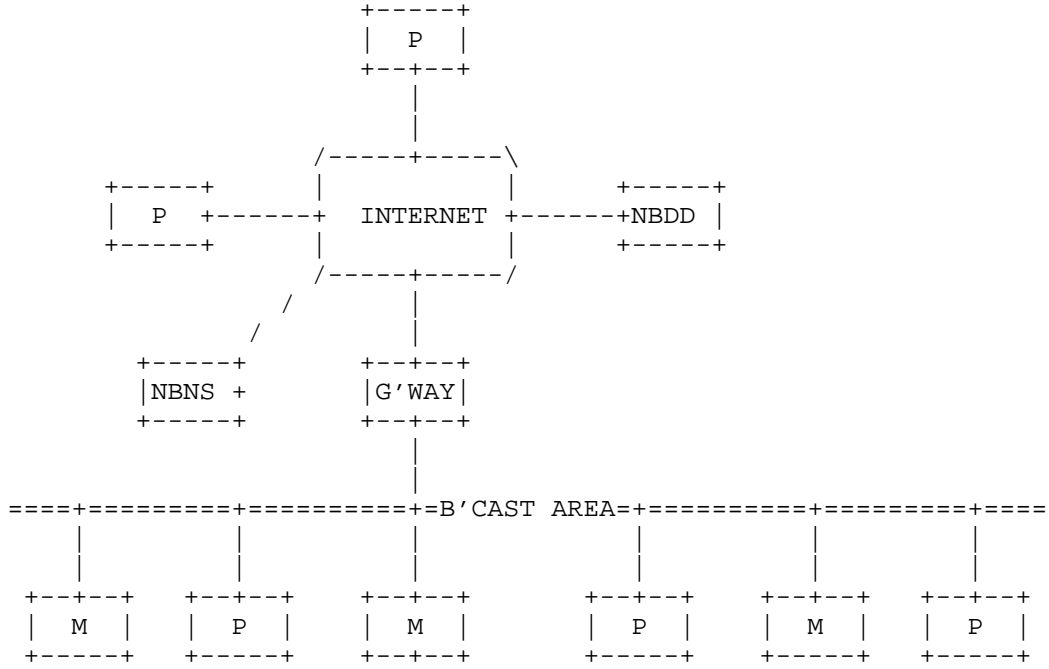 P
P INTERNET NBDD
NBNS G'WAY
B'CAST AREA
M P M P M P